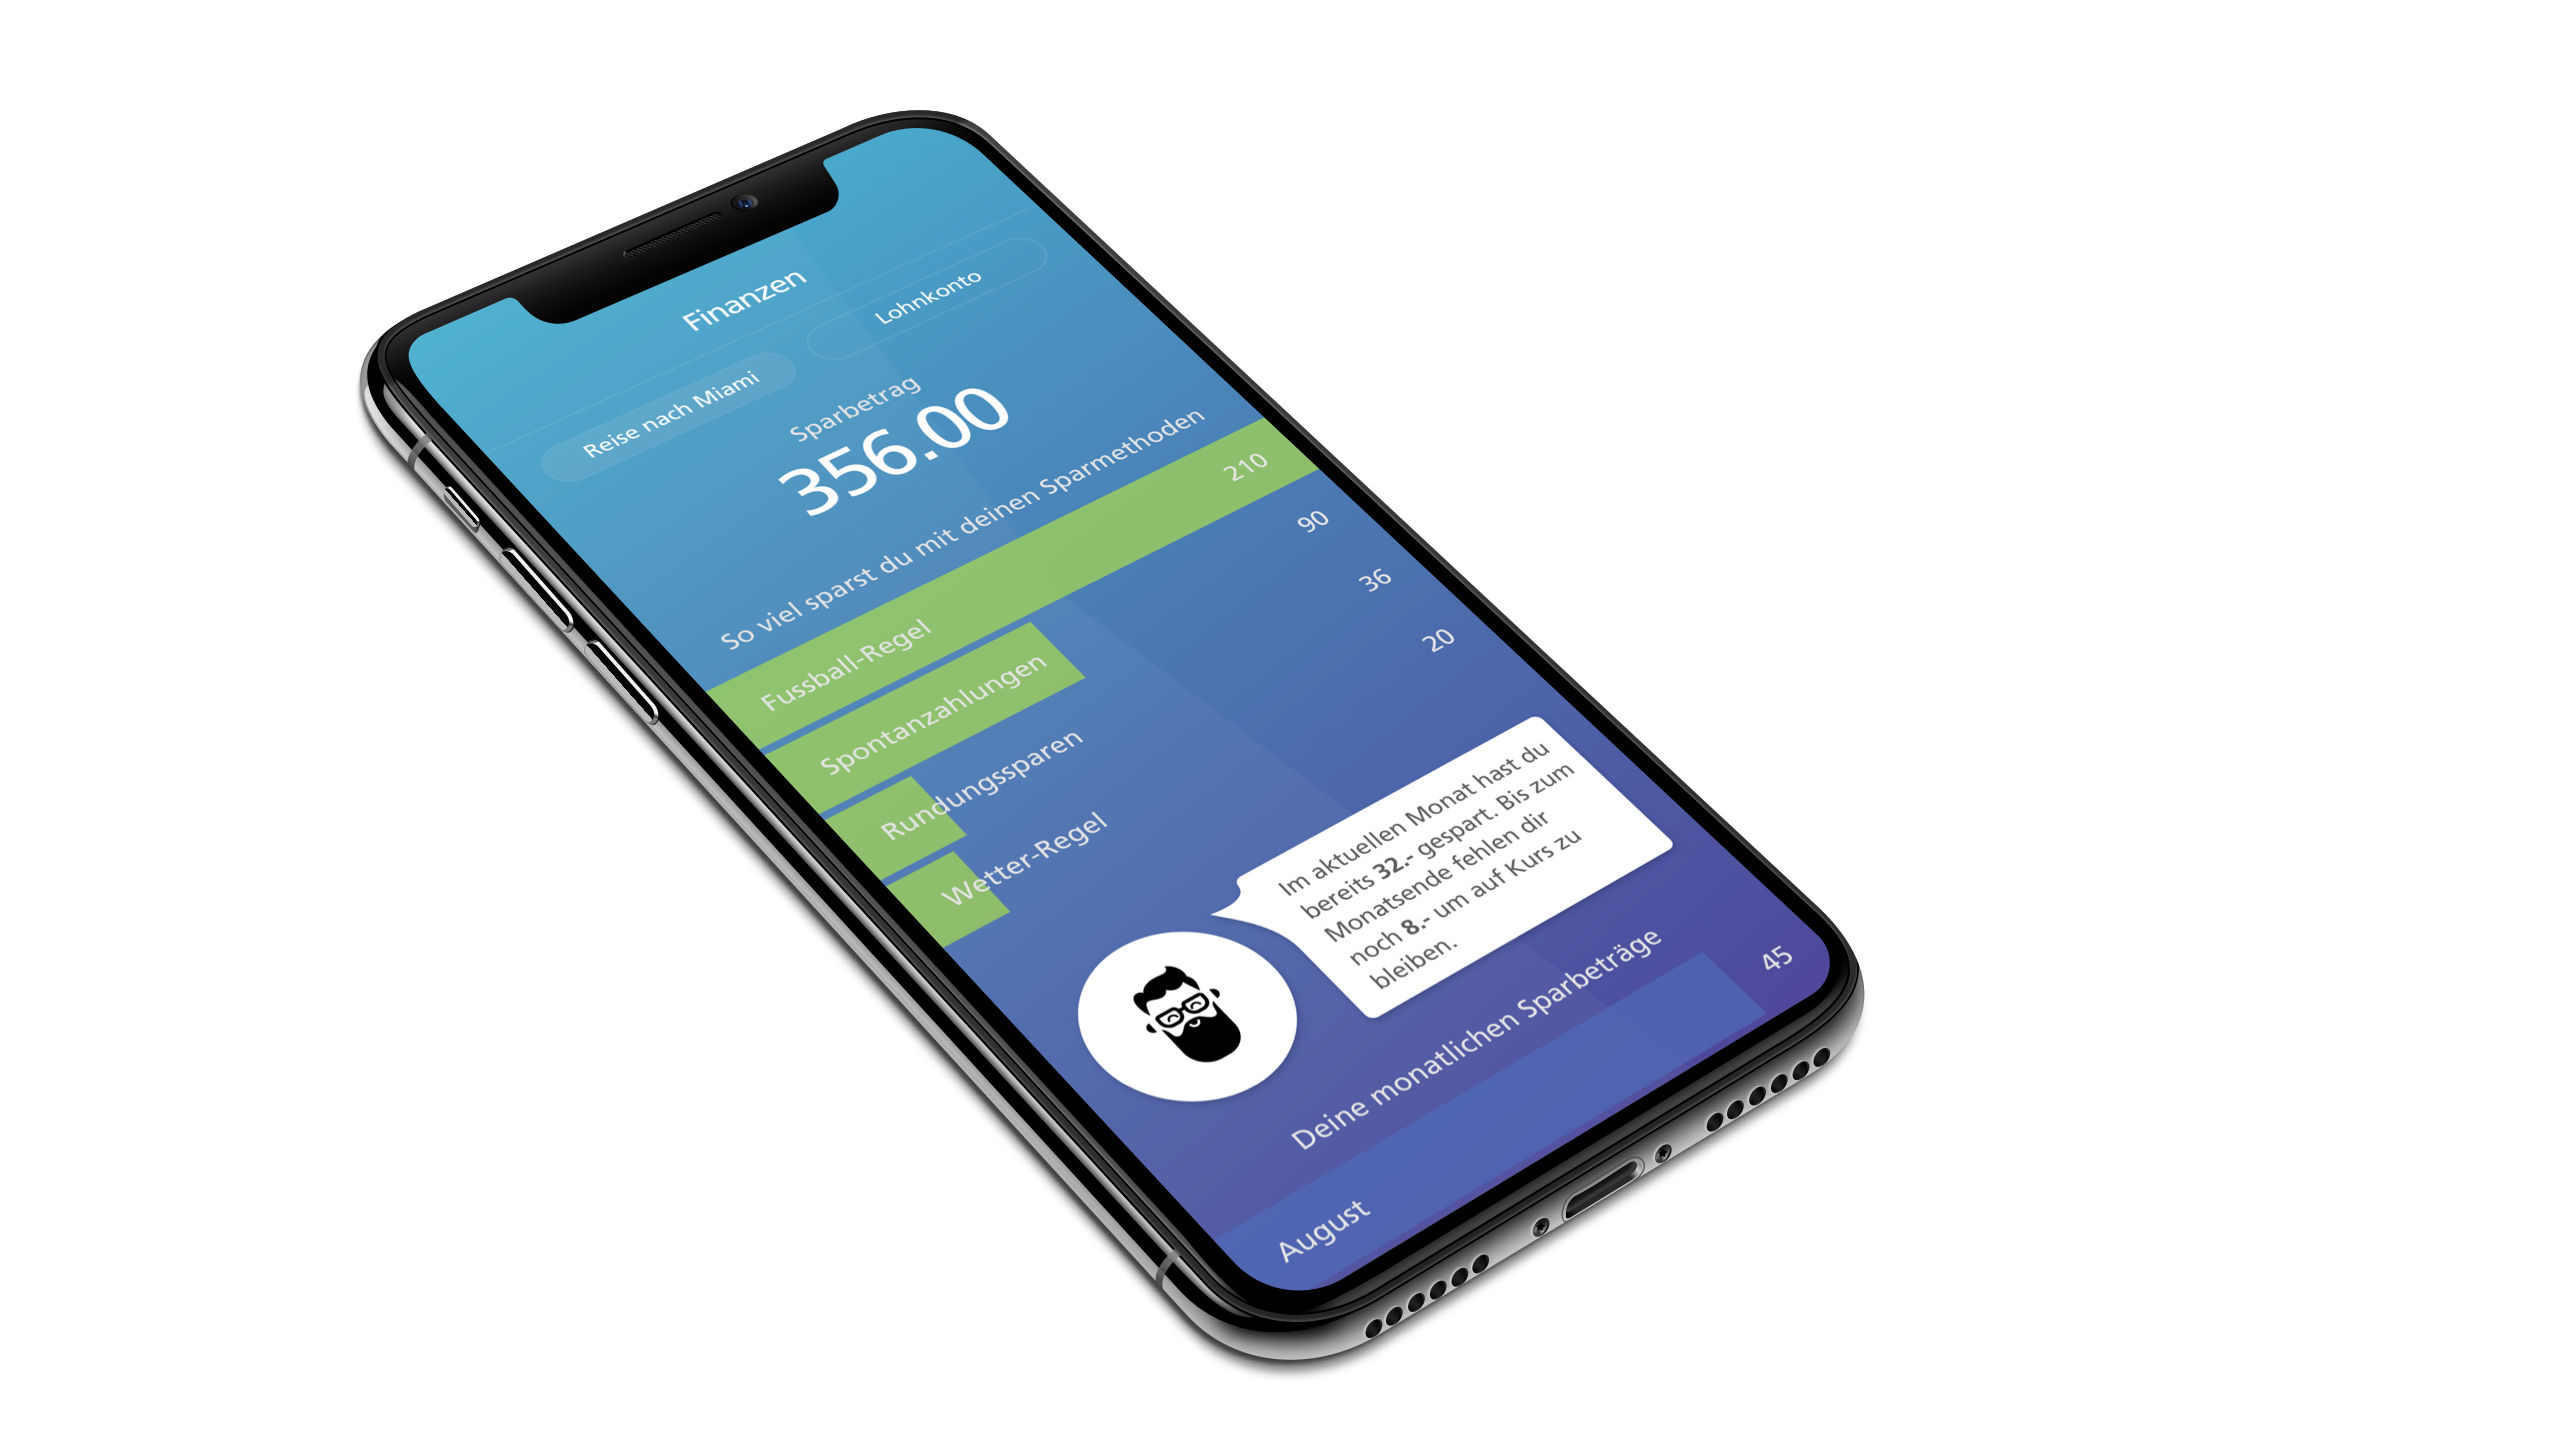 Finanzen
Reise nach Miami
Lohnkonto
Sparbetrag
356.00
So viel sparst du mit deinen Sparmethoden
Fussball-Regel 210
Spontanzahlungen 90
Rundungssparen 36
Wetter-Regel 20
Im aktuellen Monat hast du
bereits 32.- gespart. Bis zum
Monatsende fehlen dir
noch 8.- um auf Kurs zu
bleiben.
Deine monatlichen Sparbeträge
August 45